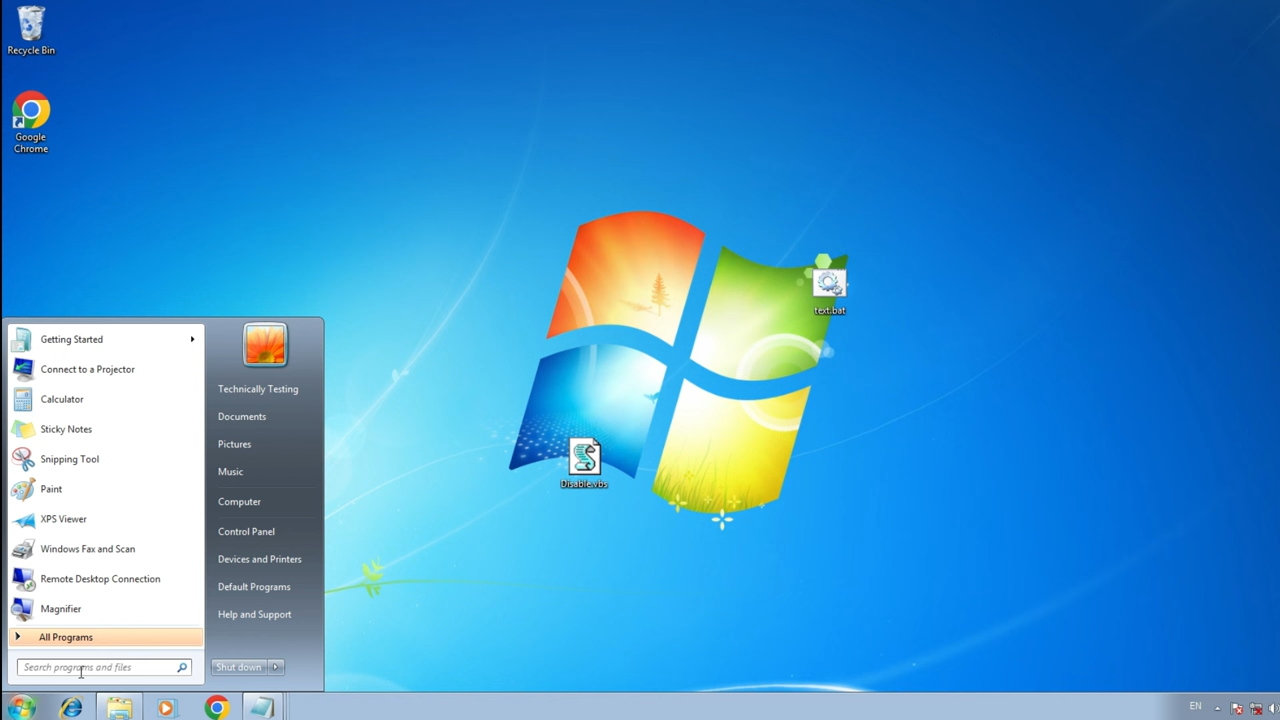 Recycle Bin
Google
Chrome
text.bat
Disable.vbs
Getting Started
Connect to a Projector
Calculator
Sticky Notes
Snipping Tool
Paint
XPS Viewer
Windows Fax and Scan
Remote Desktop Connection
Magnifier
All Programs
Search programs and files
Technically Testing
Documents
Pictures
Music
Computer
Control Panel
Devices and Printers
Default Programs
Help and Support
Shut down
EN